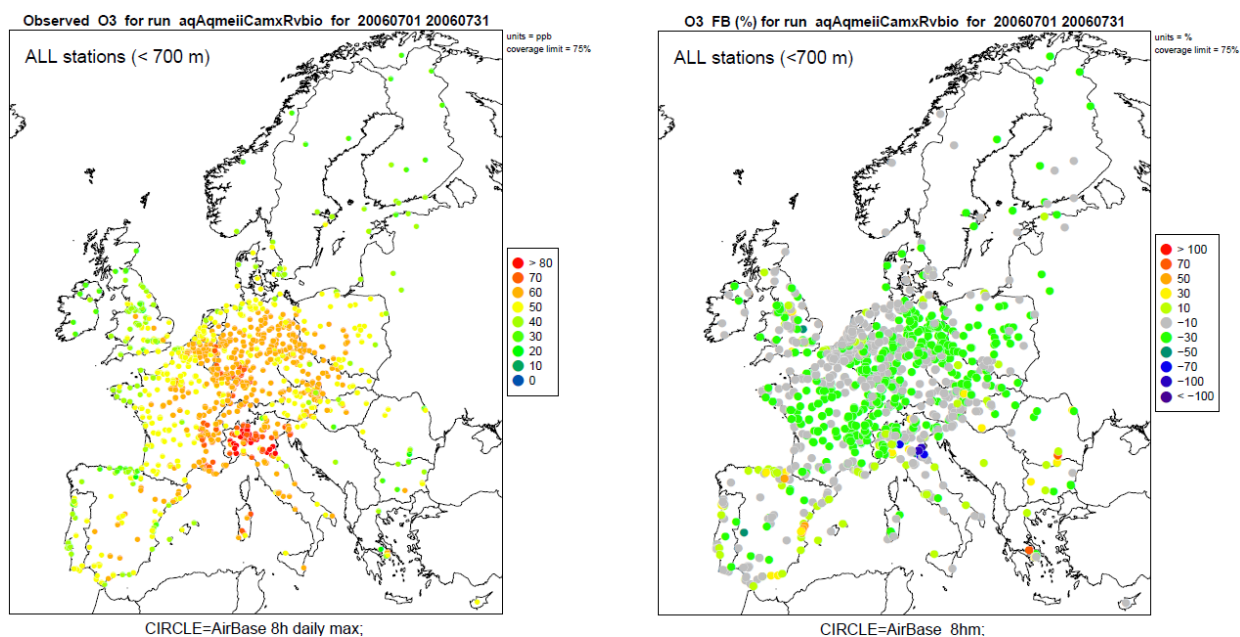 Observed O3 for run aqAqmeiiCamxRvbio for 20060701 20060731
units = ppb
coverage limit = 75%
ALL stations (< 700 m)
> 80
70
60
50
40
30
20
10
0
CIRCLE=AirBase 8h daily max;
O3 FB (%) for run aqAqmeiiCamxRvbio for 20060701 20060731
units = %
coverage limit = 75%
ALL stations (<700 m)
> 100
70
50
30
10
−10
−30
−50
−70
−100
< −100
CIRCLE=AirBase 8hm;